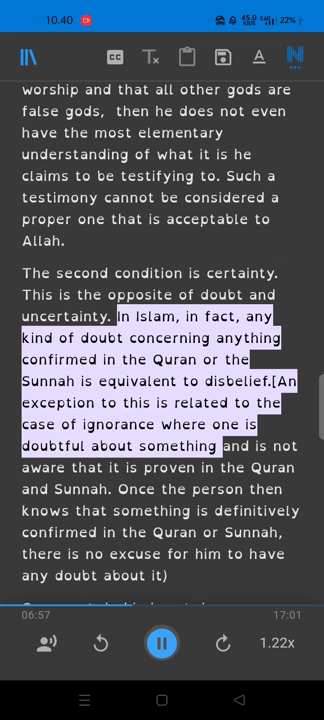 10.40
45.0 KB/S
22%
CC
T
A
N
worship and that all other gods are
false gods, then he does not even
have the most elementary
understanding of what it is he
claims to be testifying to. Such a
testimony cannot be considered a
proper one that is acceptable to
Allah.
The second condition is certainty.
This is the opposite of doubt and
uncertainty. In Islam, in fact, any
kind of doubt concerning anything
confirmed in the Quran or the
Sunnah is equivalent to disbelief.[An
exception to this is related to the
case of ignorance where one is
doubtful about something and is not
aware that it is proven in the Quran
and Sunnah. Once the person then
knows that something is definitively
confirmed in the Quran or Sunnah,
there is no excuse for him to have
any doubt about it)
06:57
17:01
1.22x